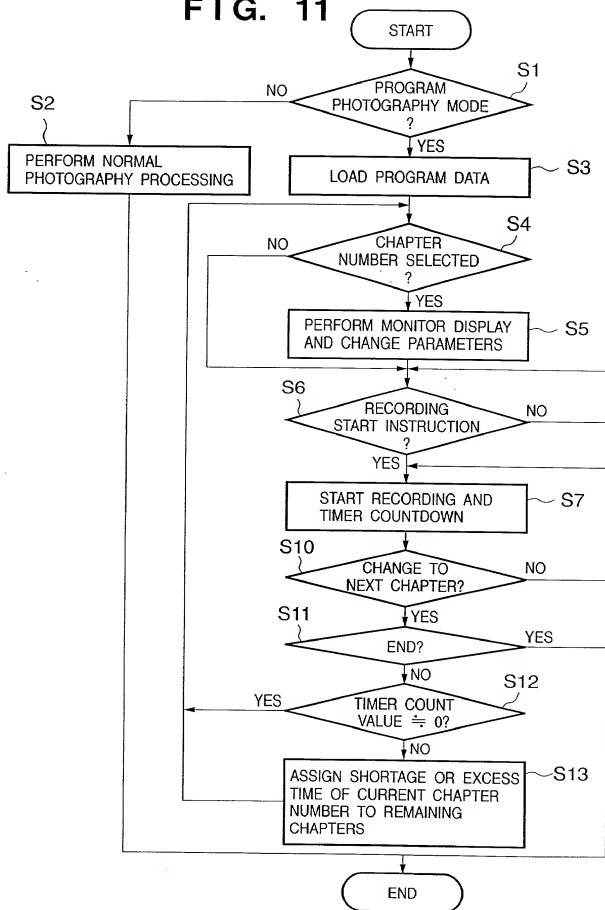 FIG. 11
START
S1
PROGRAM
PHOTOGRAPHY MODE
?
NO
YES
S2
PERFORM NORMAL
PHOTOGRAPHY PROCESSING
LOAD PROGRAM DATA
S3
S4
CHAPTER
NUMBER SELECTED
?
NO
YES
PERFORM MONITOR DISPLAY
AND CHANGE PARAMETERS
S5
S6
RECORDING
START INSTRUCTION
?
NO
YES
START RECORDING AND
TIMER COUNTDOWN
S7
S10
CHANGE TO
NEXT CHAPTER?
NO
YES
S11
END?
YES
NO
S12
YES
TIMER COUNT
VALUE ≒ 0?
NO
ASSIGN SHORTAGE OR EXCESS
TIME OF CURRENT CHAPTER
NUMBER TO REMAINING
CHAPTERS
S13
END